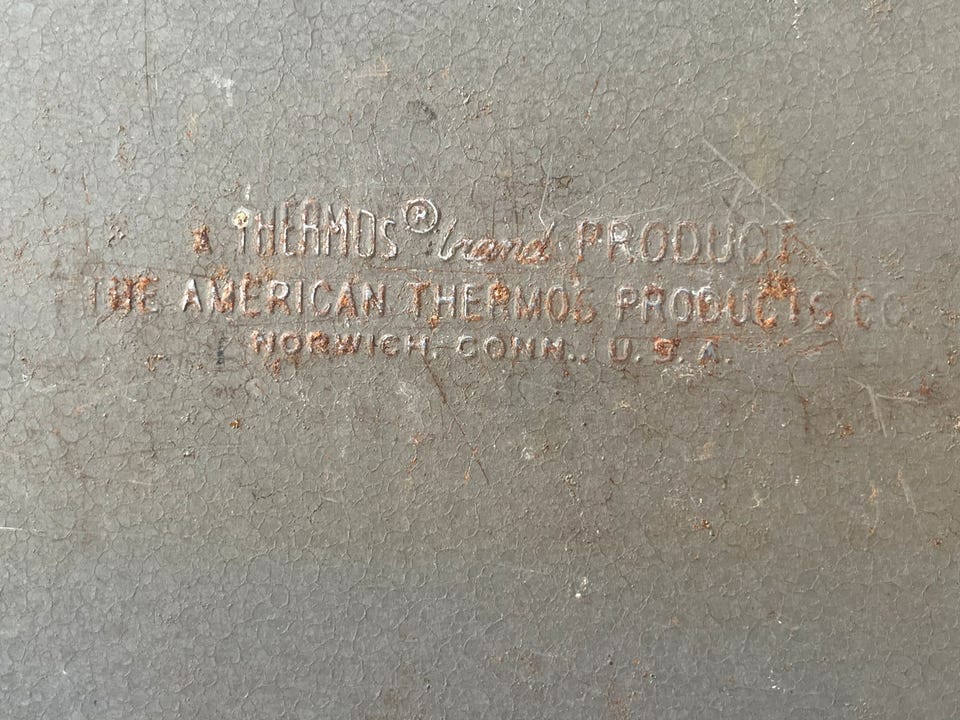 A THERMOS® brand PRODUCT
THE AMERICAN THERMOS PRODUCTS CO.
NORWICH, CONN., U. S. A.